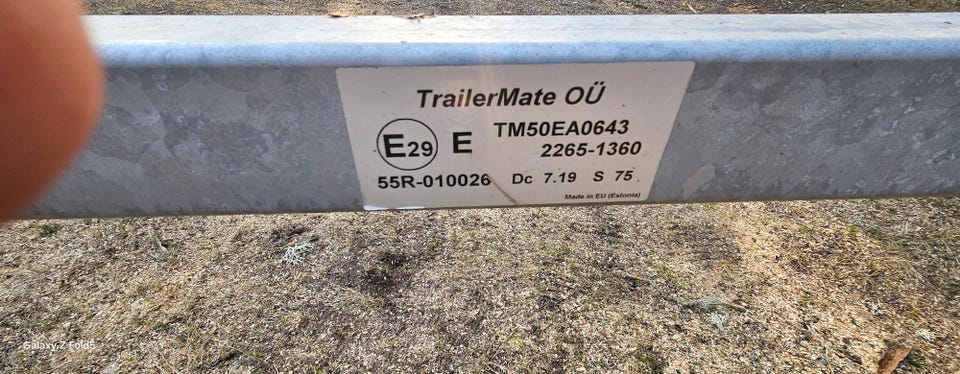 TrailerMate OÜ
E29 E TM50EA0643
2265-1360
55R-010026 Dc 7.19 S 75
Made in EU (Estonia)
Galaxy Z Fold5